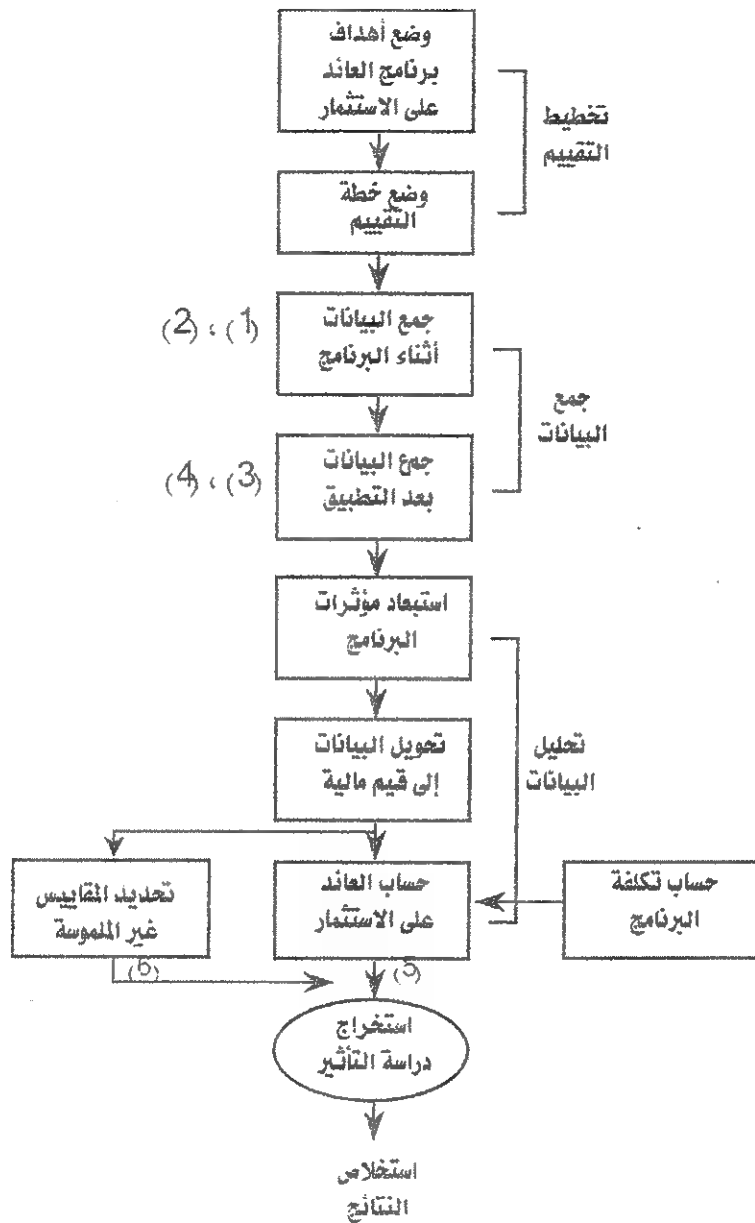 وضع أهداف
برنامج العائد
على الاستثمار
تخطيط
التقييم
وضع خطة
التقييم
جمع البيانات
أثناء البرنامج
(1) ، (2)
جمع
البيانات
جمع البيانات
بعد التطبيق
(3) ، (4)
استبعاد مؤثرات
البرنامج
تحويل البيانات
إلى قيم مالية
تحليل
البيانات
حساب تكلفة
البرنامج
حساب العائد
على الاستثمار
تحديد المقاييس
غير الملموسة
(5)
(6)
استخراج
دراسة التأثير
استخلاص
النتائج